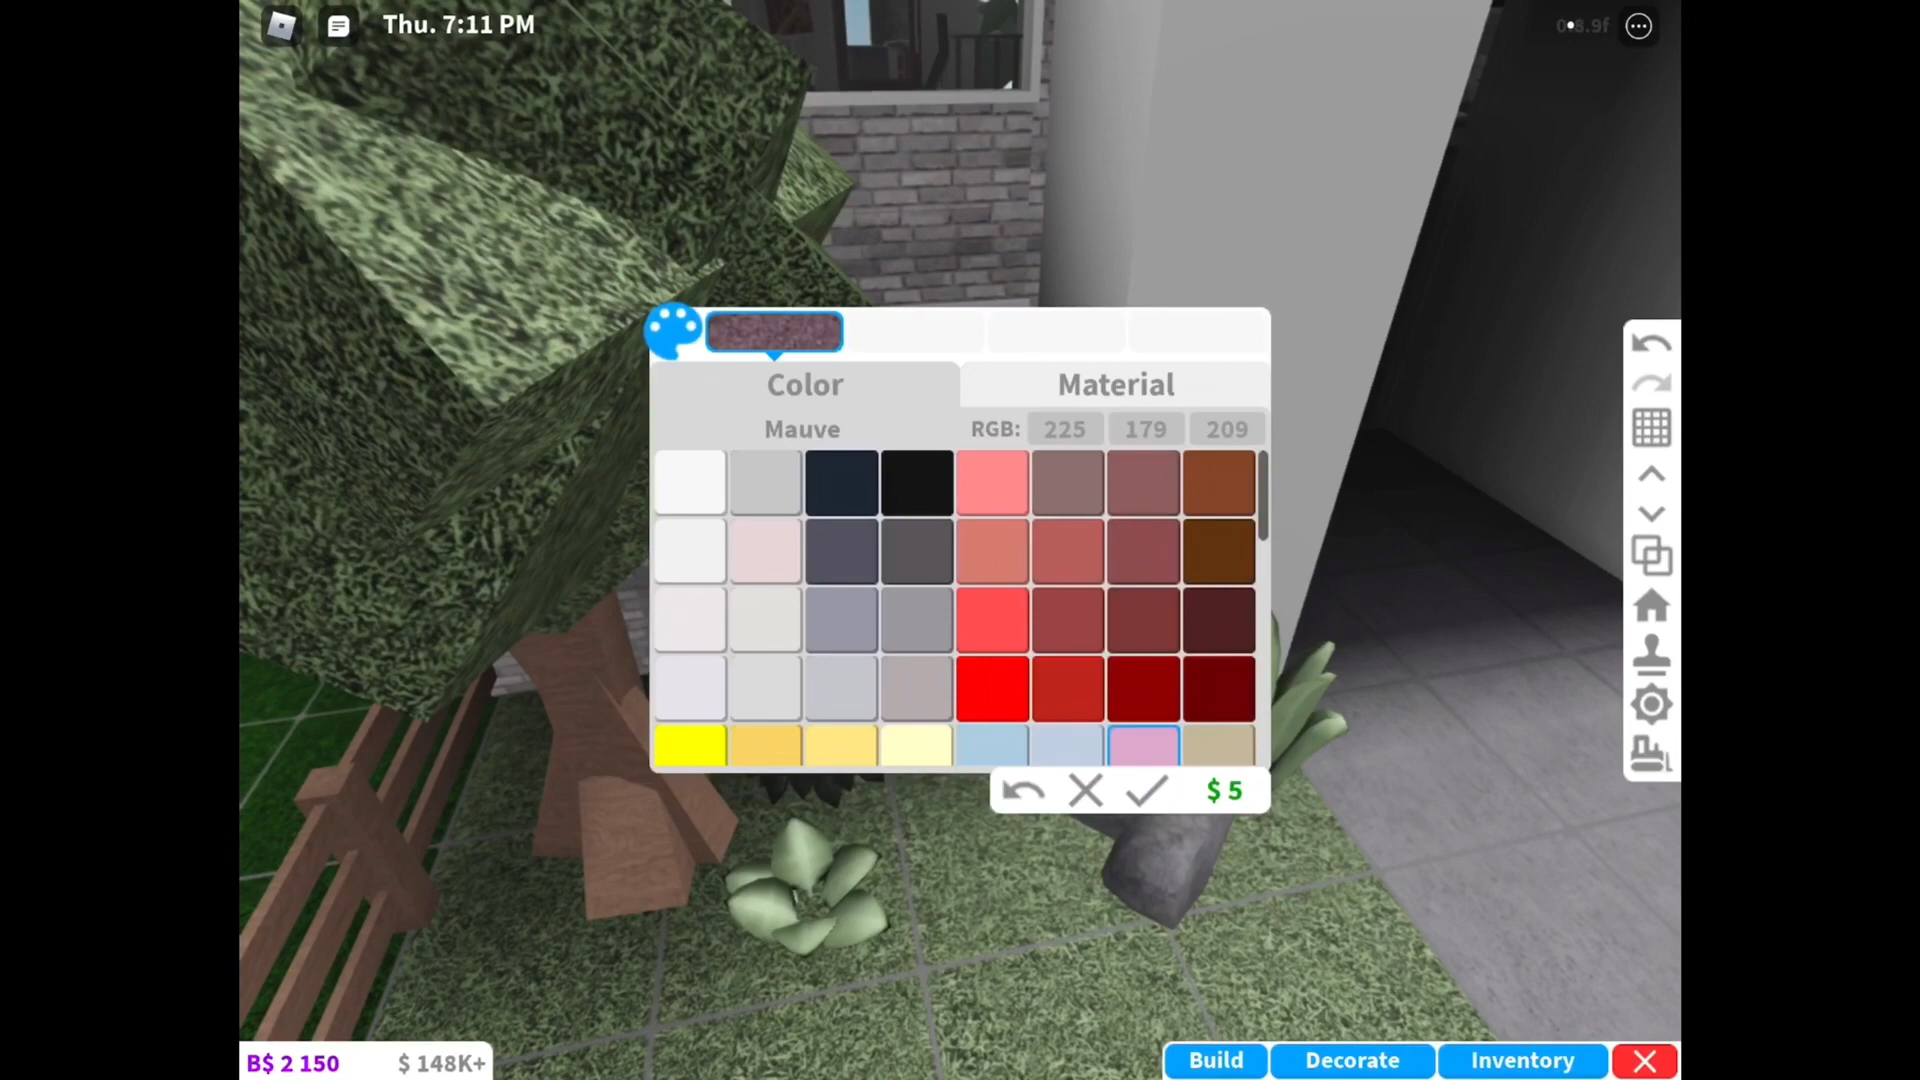 Thu. 7:11 PM
Color
Material
Mauve
RGB: 225 179 209
$ 5
B$ 2 150
$ 148K+
Build
Decorate
Inventory